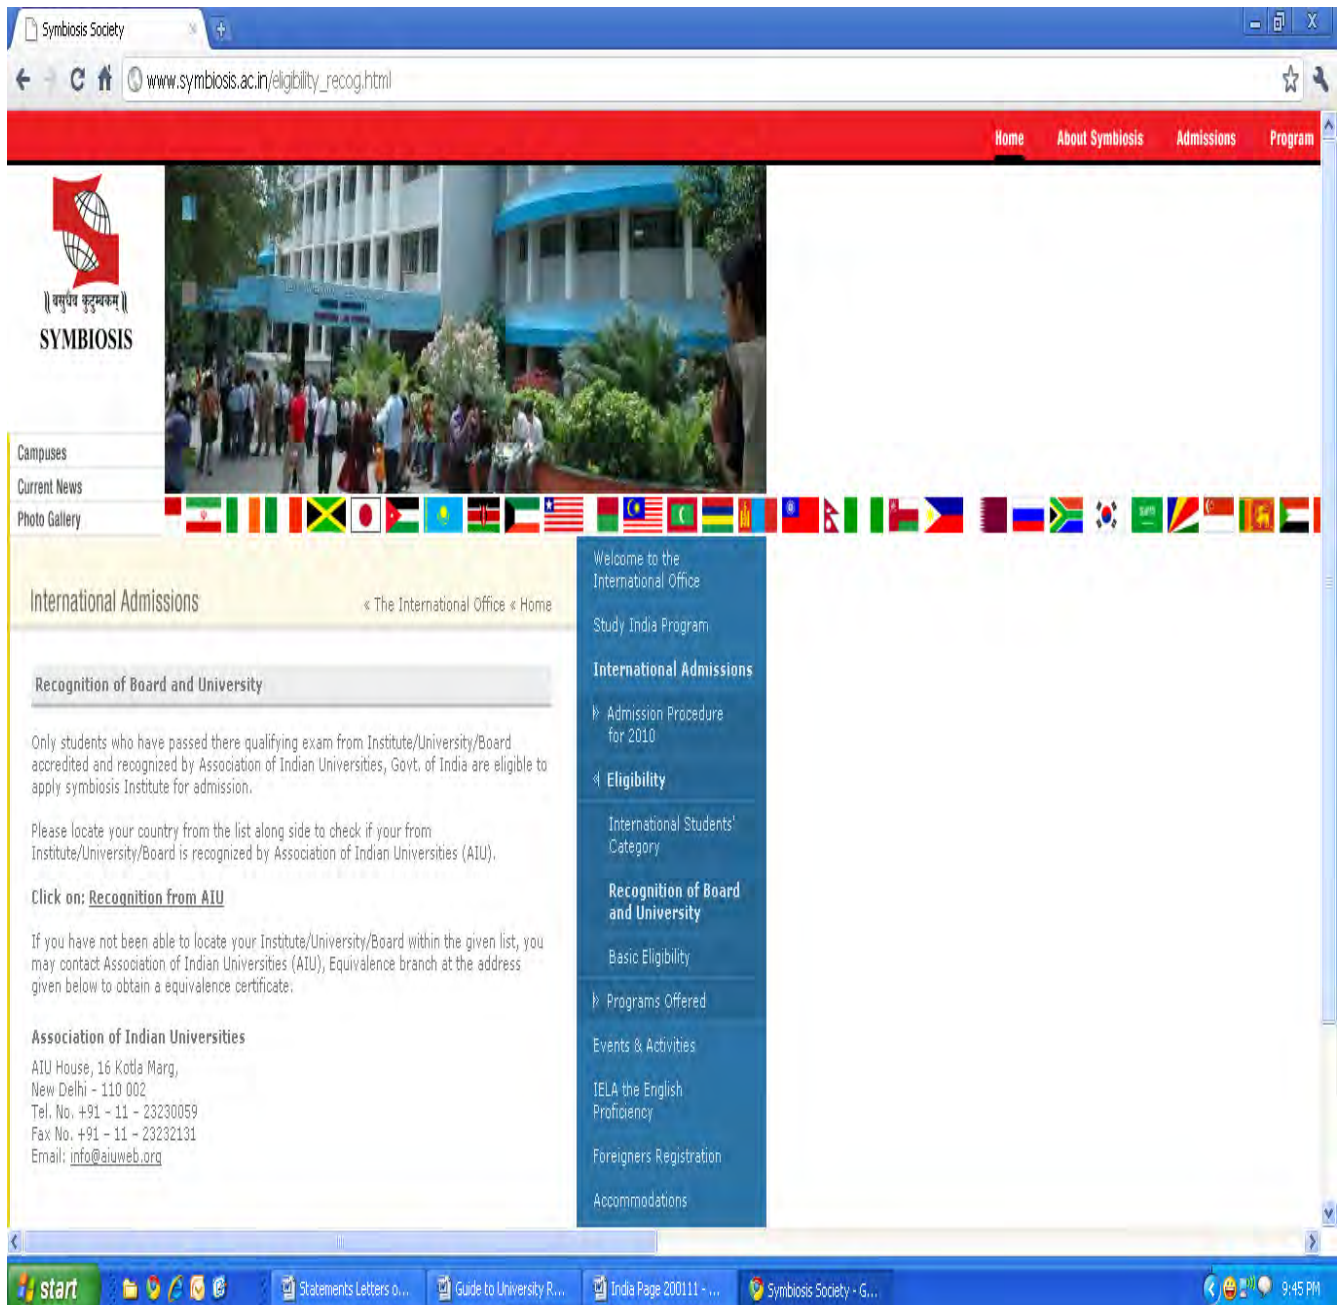 Symbiosis Society
www.symbiosis.ac.in/eligibility_recog.html
Home About Symbiosis Admissions Program
|| वसुधैव कुटुम्बकम् ||
SYMBIOSIS
Campuses
Current News
Photo Gallery
International Admissions
« The International Office « Home
Recognition of Board and University
Only students who have passed there qualifying exam from Institute/University/Board
accredited and recognized by Association of Indian Universities, Govt. of India are eligible to
apply symbiosis Institute for admission.
Please locate your country from the list along side to check if your from
Institute/University/Board is recognized by Association of Indian Universities (AIU).
Click on: Recognition from AIU
If you have not been able to locate your Institute/University/Board within the given list, you
may contact Association of Indian Universities (AIU), Equivalence branch at the address
given below to obtain a equivalence certificate.
Association of Indian Universities
AIU House, 16 Kotla Marg,
New Delhi - 110 002
Tel. No. +91 - 11 - 23230059
Fax No. +91 - 11 - 23232131
Email: info@aiuweb.org
Welcome to the
International Office
Study India Program
International Admissions
Admission Procedure
for 2010
Eligibility
International Students'
Category
Recognition of Board
and University
Basic Eligibility
Programs Offered
Events & Activities
IELA the English
Proficiency
Foreigners Registration
Accommodations
start
Statements Letters o...
Guide to University R...
India Page 200111 - ...
Symbiosis Society - G...
9:45 PM